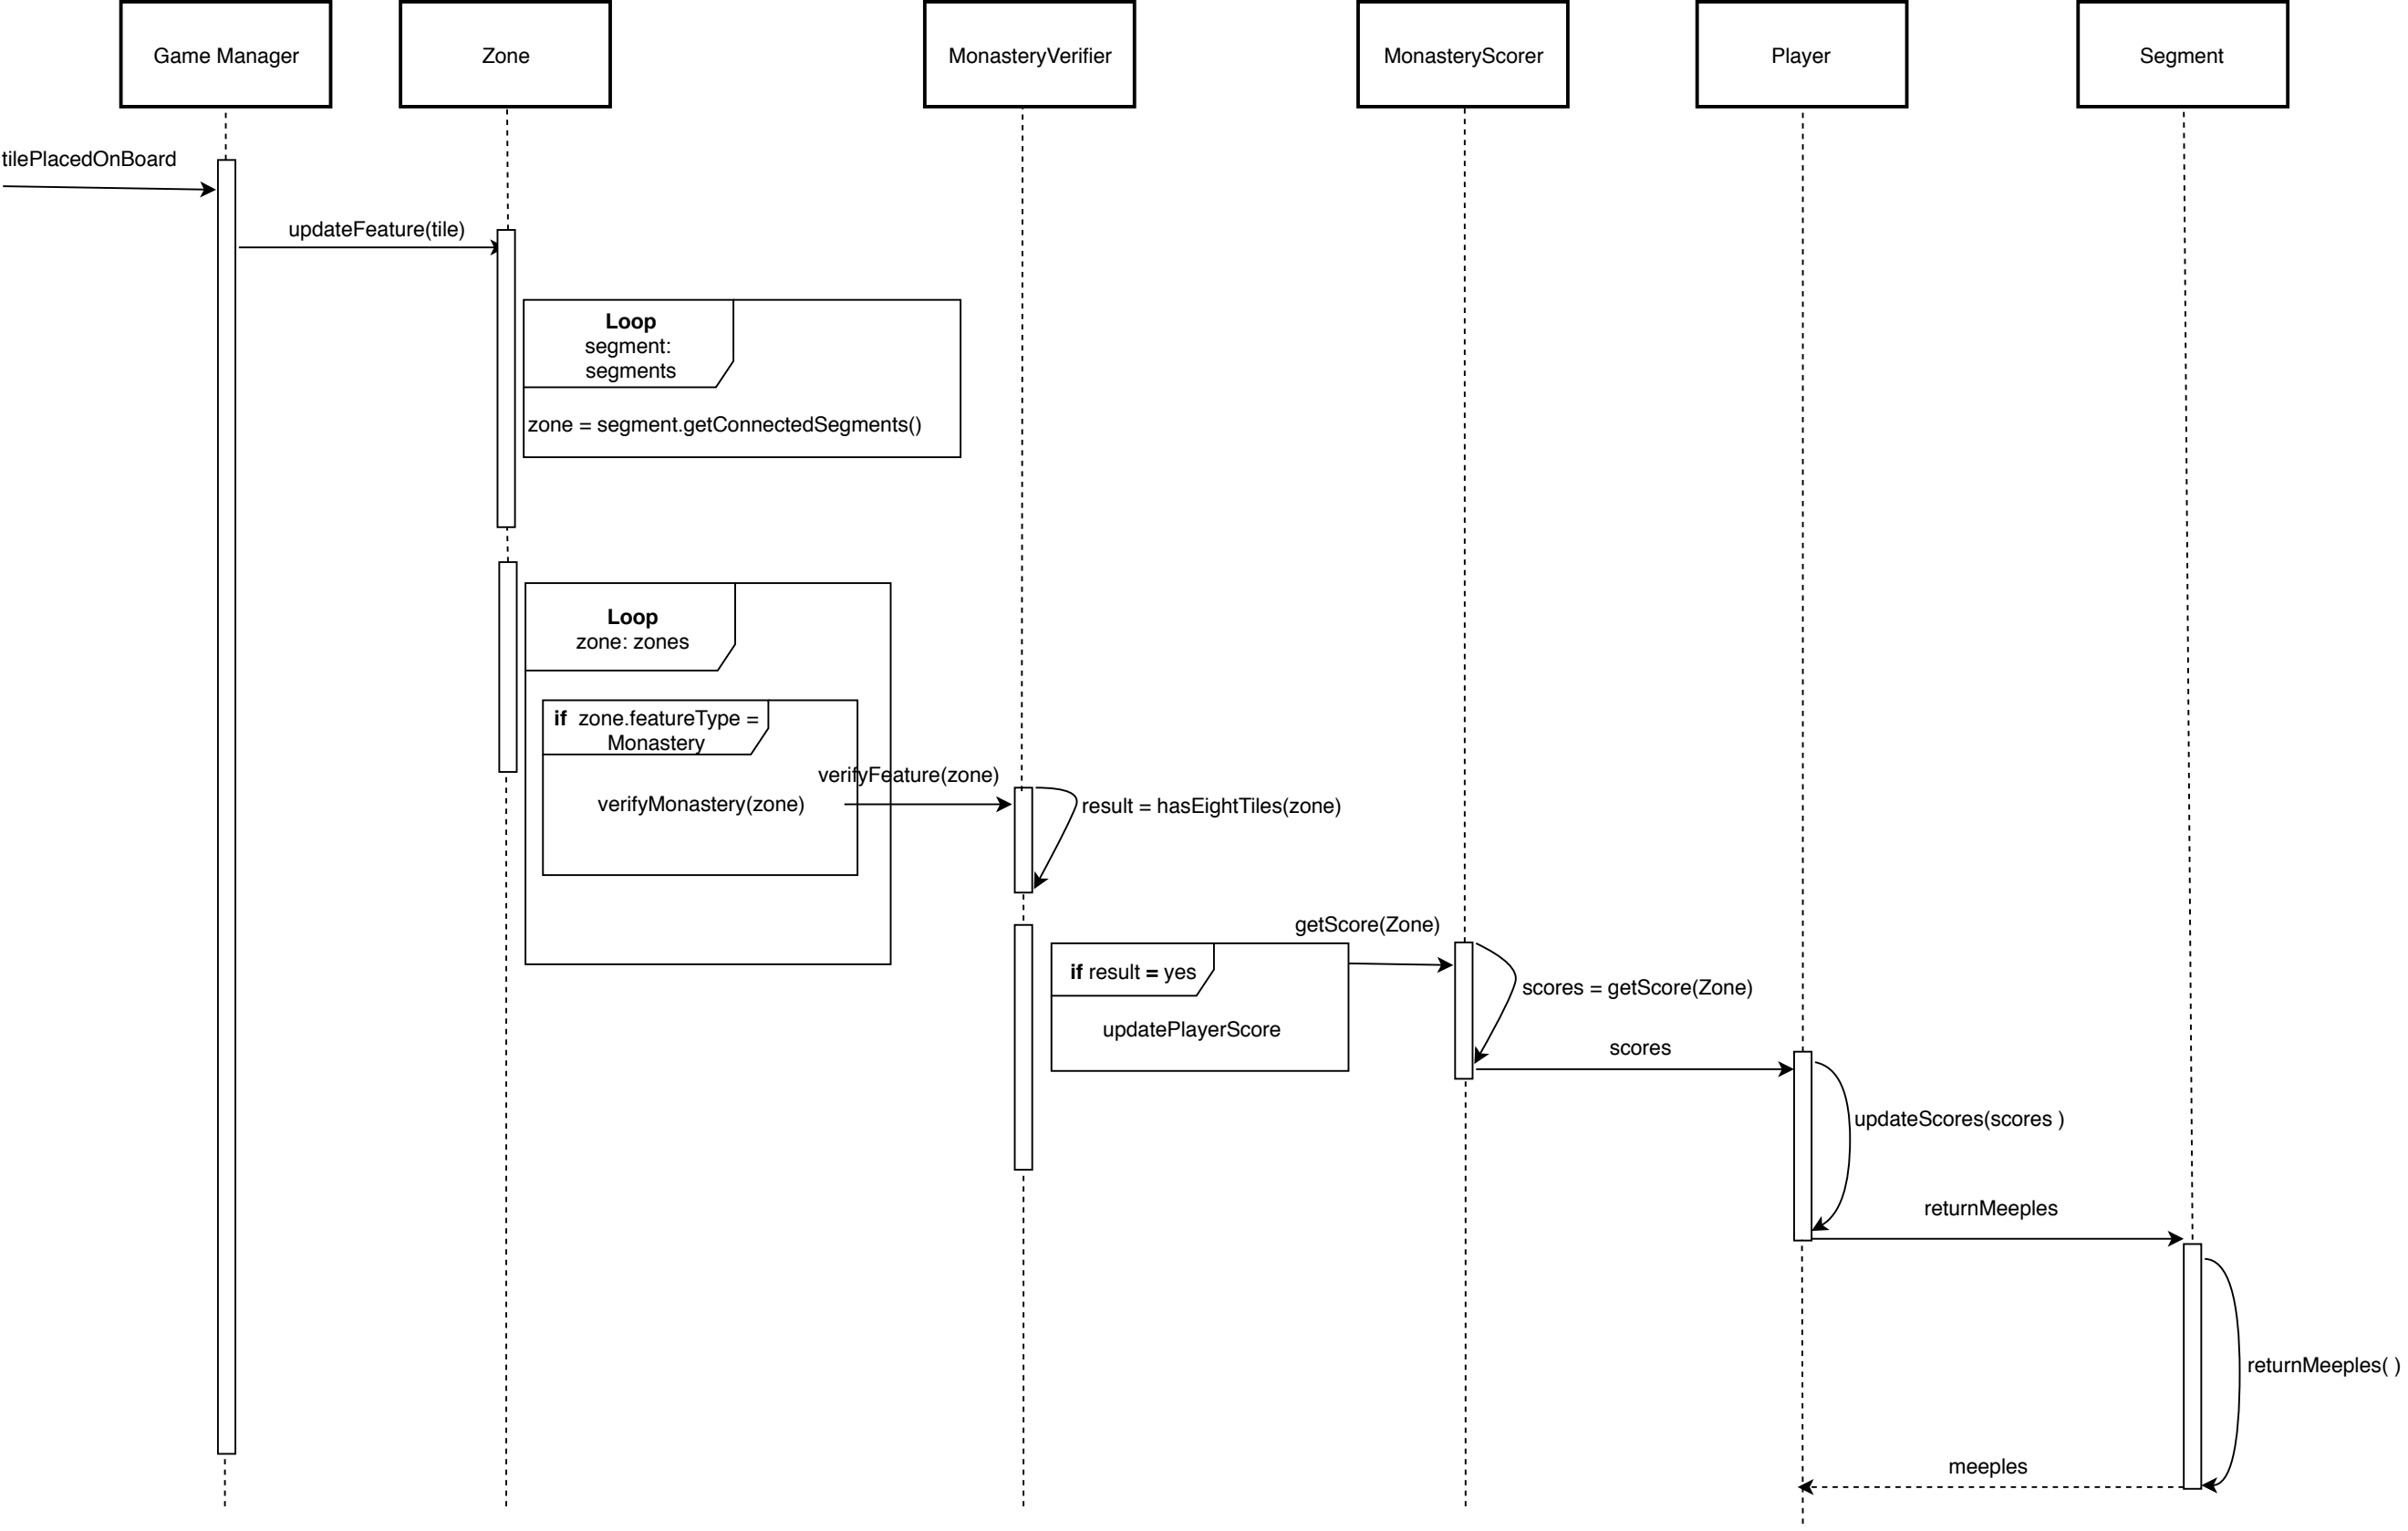 Game Manager
Zone
MonasteryVerifier
MonasteryScorer
Player
Segment
tilePlacedOnBoard
updateFeature(tile)
Loop
segment:
segments
zone = segment.getConnectedSegments()
Loop
zone: zones
if zone.featureType =
Monastery
verifyFeature(zone)
verifyMonastery(zone)
result = hasEightTiles(zone)
getScore(Zone)
if result = yes
scores = getScore(Zone)
updatePlayerScore
scores
updateScores(scores )
returnMeeples
returnMeeples( )
meeples